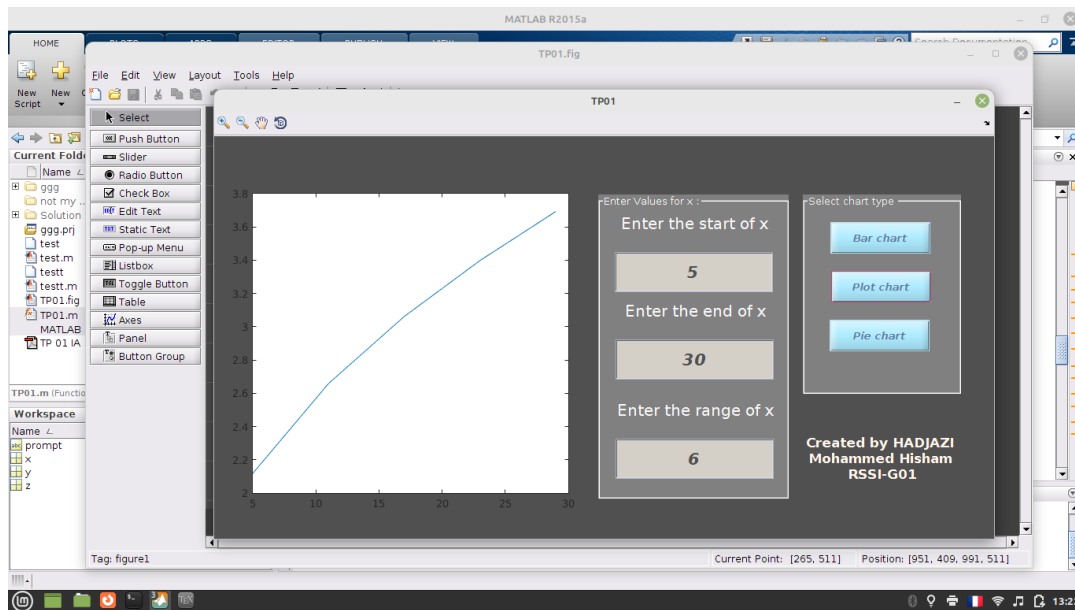 MATLAB R2015a
HOME
Search Documentation
TP01.fig
File Edit View Layout Tools Help
New Script
New
TP01
Select
Push Button
Slider
Radio Button
Check Box
Edit Text
Static Text
Pop-up Menu
Listbox
Toggle Button
Table
Axes
Panel
Button Group
Current Folde
Name
ggg
not my ..
Solution
ggg.prj
test
test.m
testt
testt.m
TP01.fig
TP01.m
MATLAB
TP 01 IA
TP01.m (Functio
Workspace
Name
prompt
x
y
z
3.8
3.6
3.4
3.2
3
2.8
2.6
2.4
2.2
2
5 10 15 20 25 30
Enter Values for x :
Enter the start of x
5
Enter the end of x
30
Enter the range of x
6
Select chart type
Bar chart
Plot chart
Pie chart
Created by HADJAZI
Mohammed Hisham
RSSI-G01
Tag: figure1
Current Point: [265, 511] Position: [951, 409, 991, 511]
13:2